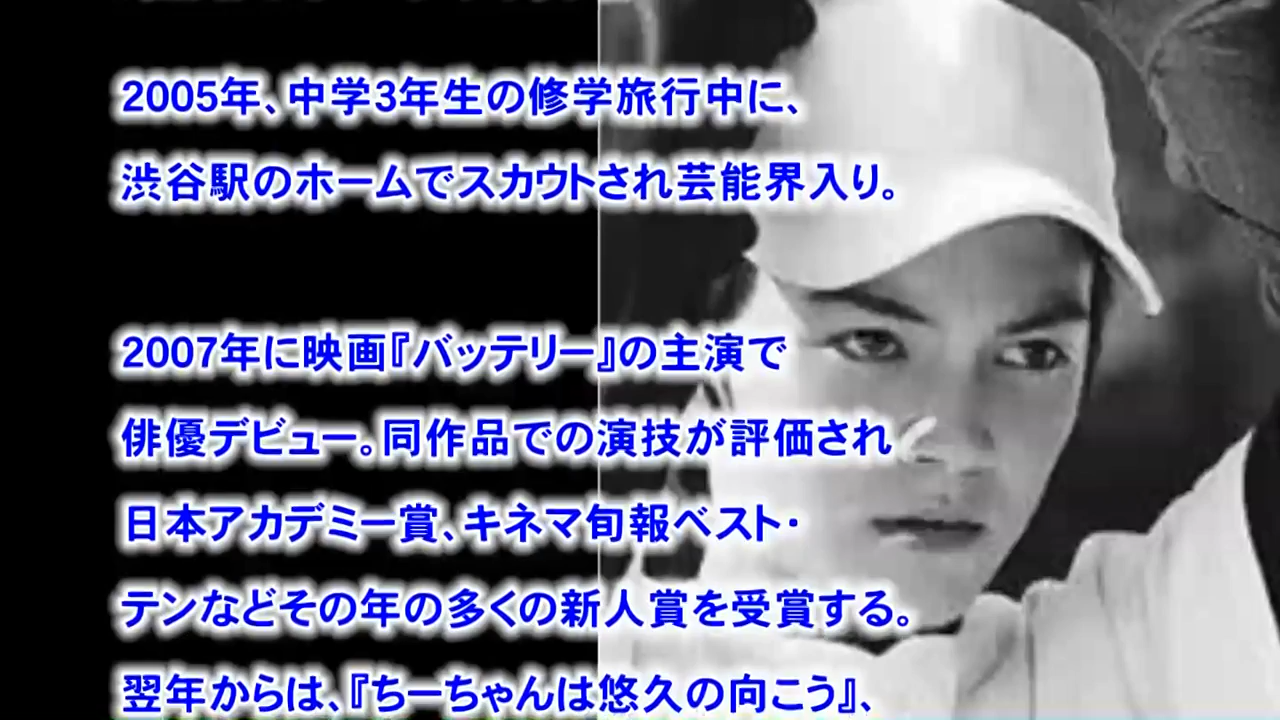 2005年、中学3年生の修学旅行中に、
渋谷駅のホームでスカウトされ芸能界入り。
2007年に映画『バッテリー』の主演で
俳優デビュー。同作品での演技が評価され
日本アカデミー賞、キネマ旬報ベスト・
テンなどその年の多くの新人賞を受賞する。
翌年からは、『ちーちゃんは悠久の向こう』、